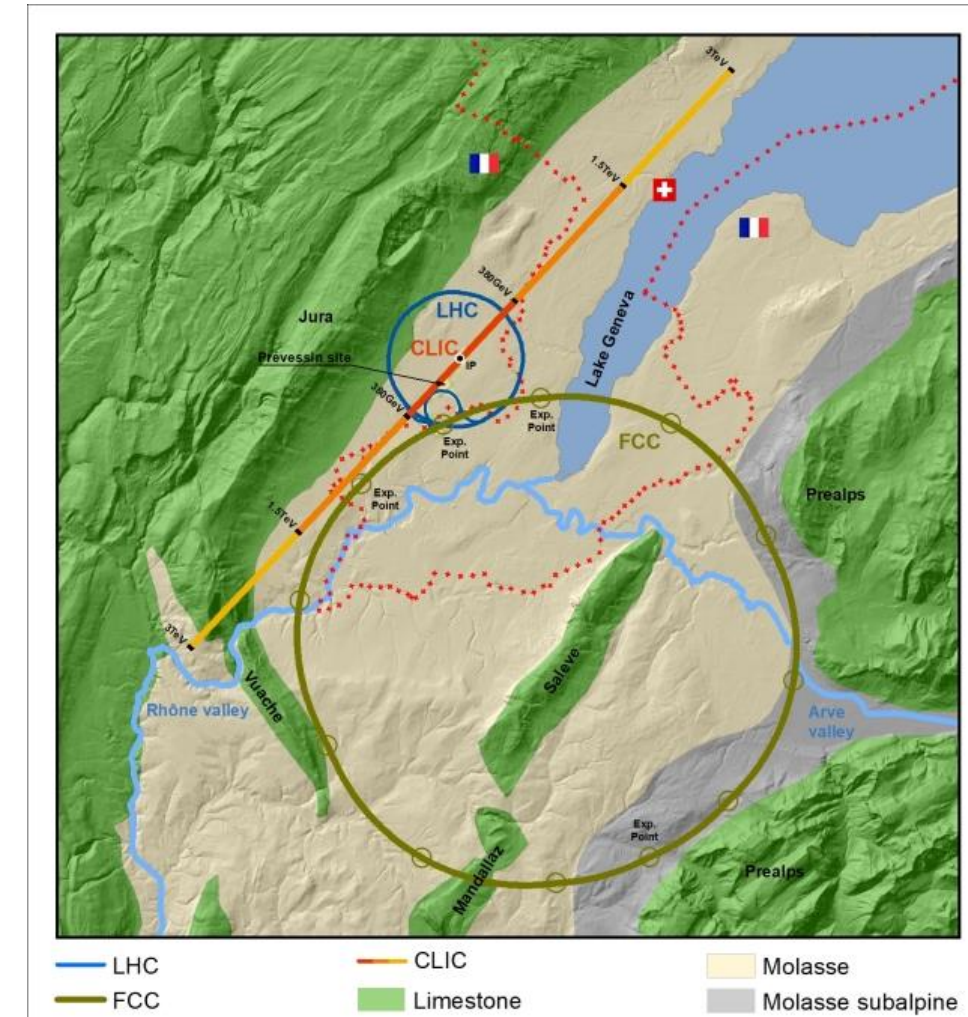 3TeV
1.5TeV
380GeV
Lake Geneva
Jura
LHC
CLIC
IP
Prévessin site
380GeV
Exp.
Point
Exp.
Point
FCC
Exp.
Point
Prealps
1.5TeV
3TeV
Vuache
Salève
Rhône valley
Arve
valley
Exp.
Point
Mandallaz
Prealps
LHC
CLIC
Molasse
FCC
Limestone
Molasse subalpine